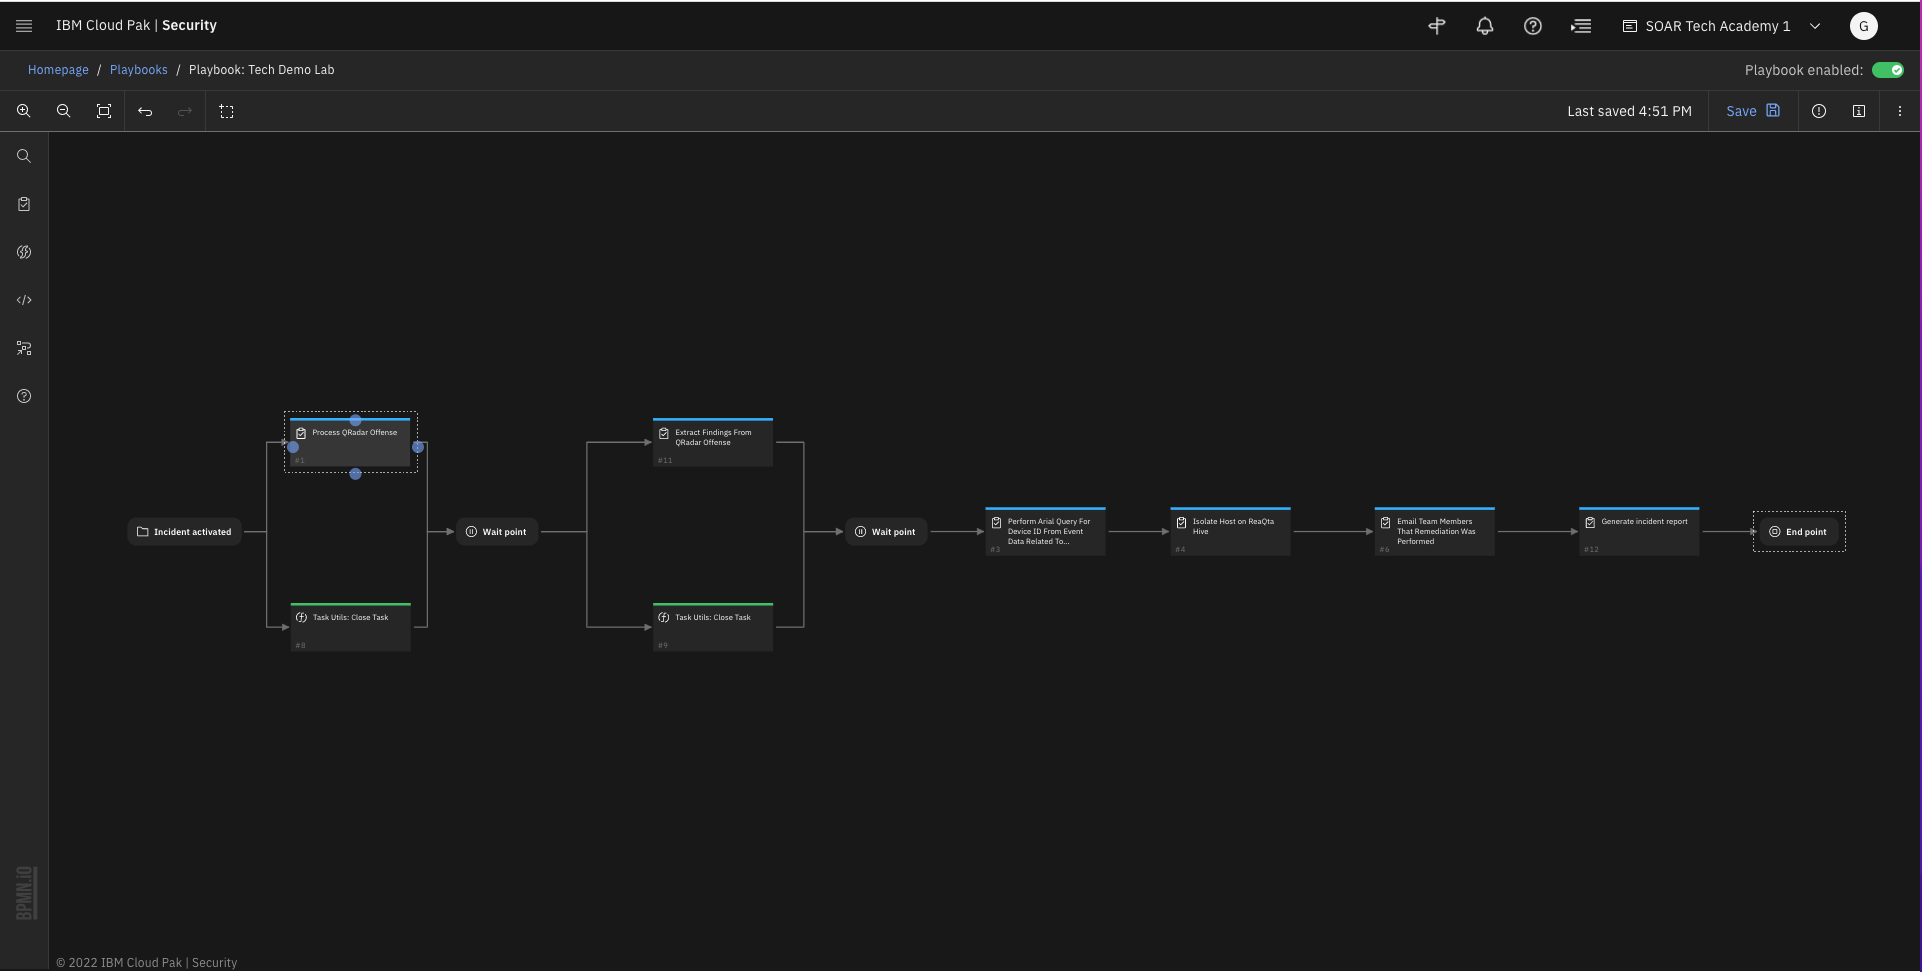 IBM Cloud Pak | Security
SOAR Tech Academy 1
G
Homepage / Playbooks / Playbook: Tech Demo Lab
Playbook enabled:
Last saved 4:51 PM
Save
Process QRadar Offense
#1
Extract Findings From
QRadar Offense
#11
Incident activated
Wait point
Wait point
Perform Arial Query For
Device ID From Event
Data Related To...
#3
Isolate Host on ReaQta
Hive
#4
Email Team Members
That Remediation Was
Performed
#6
Generate incident report
#12
End point
Task Utils: Close Task
#8
Task Utils: Close Task
#9
BPMN.iO
© 2022 IBM Cloud Pak | Security